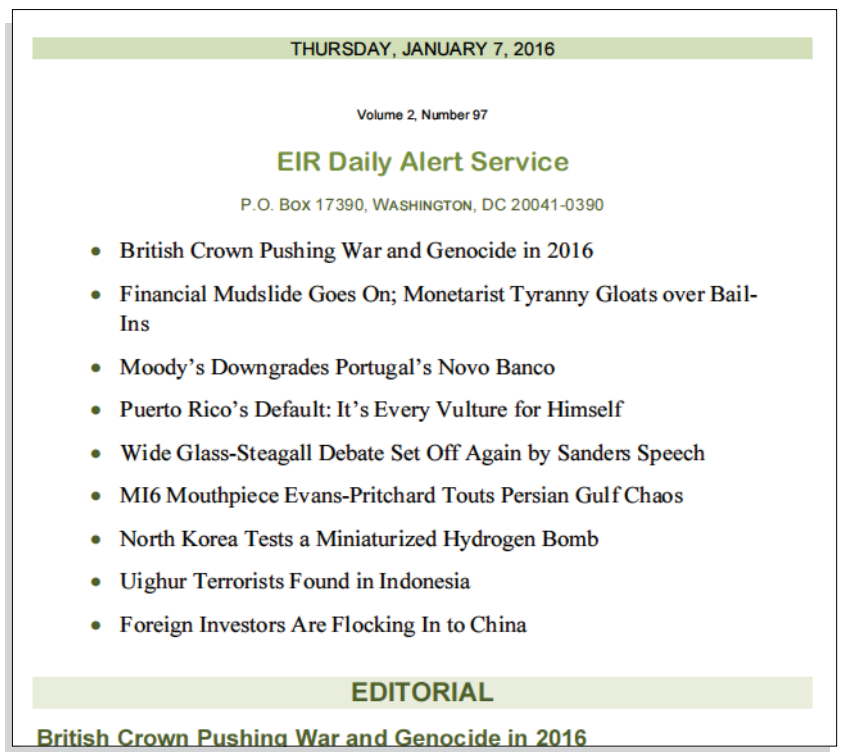 THURSDAY, JANUARY 7, 2016
Volume 2, Number 97
EIR Daily Alert Service
P.O. BOX 17390, WASHINGTON, DC 20041-0390
• British Crown Pushing War and Genocide in 2016
• Financial Mudslide Goes On; Monetarist Tyranny Gloats over Bail-
Ins
• Moody's Downgrades Portugal's Novo Banco
• Puerto Rico's Default: It's Every Vulture for Himself
• Wide Glass-Steagall Debate Set Off Again by Sanders Speech
• MI6 Mouthpiece Evans-Pritchard Touts Persian Gulf Chaos
• North Korea Tests a Miniaturized Hydrogen Bomb
• Uighur Terrorists Found in Indonesia
• Foreign Investors Are Flocking In to China
EDITORIAL
British Crown Pushing War and Genocide in 2016